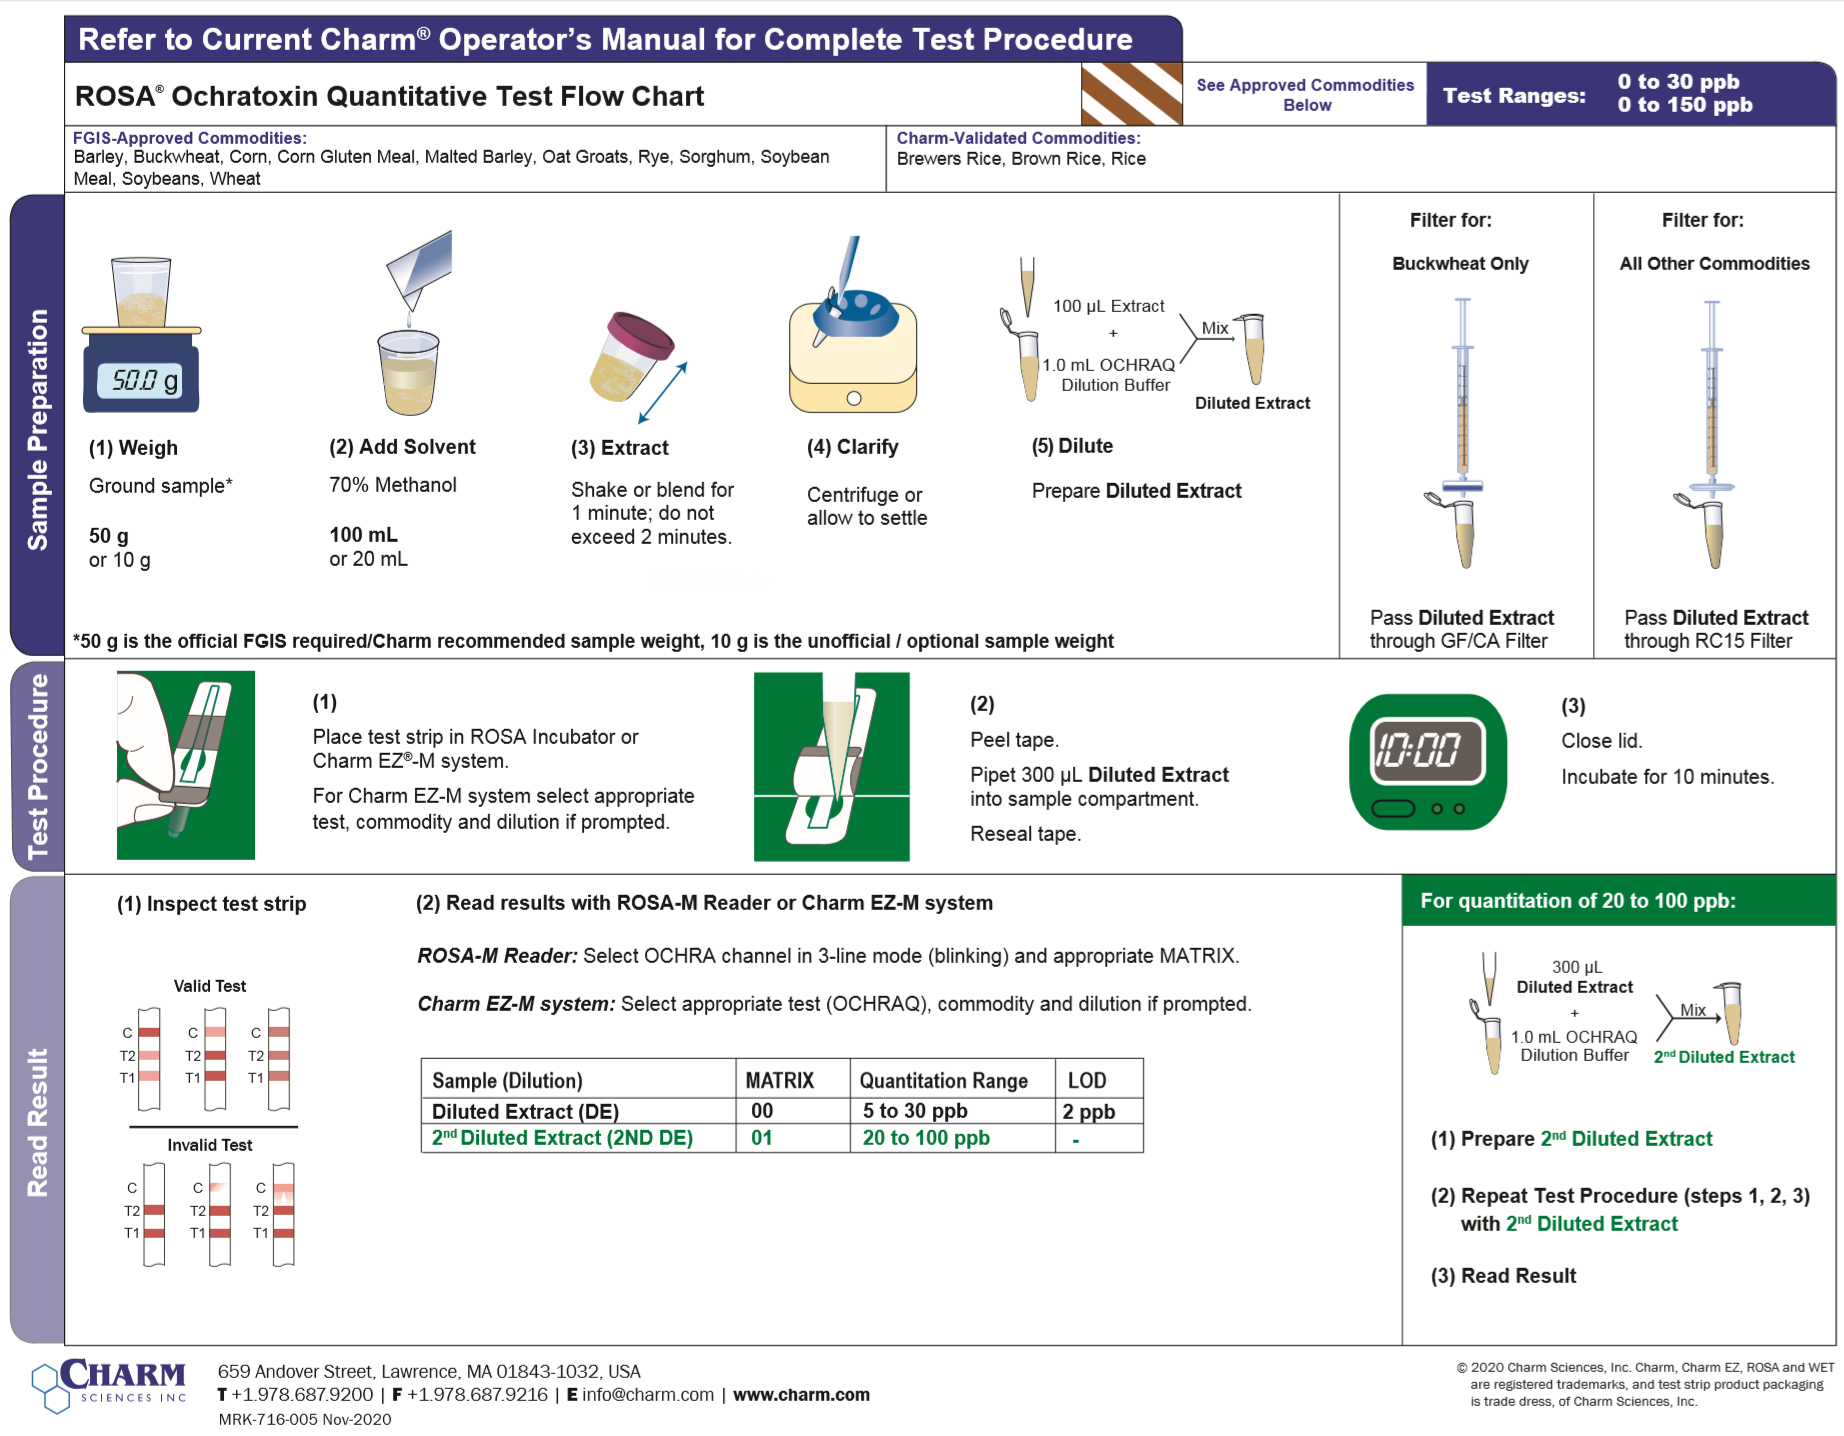 Refer to Current Charm® Operator's Manual for Complete Test Procedure
ROSA® Ochratoxin Quantitative Test Flow Chart
See Approved Commodities
Below
Test Ranges:
0 to 30 ppb
0 to 150 ppb
FGIS-Approved Commodities:
Barley, Buckwheat, Corn, Corn Gluten Meal, Malted Barley, Oat Groats, Rye, Sorghum, Soybean
Meal, Soybeans, Wheat
Charm-Validated Commodities:
Brewers Rice, Brown Rice, Rice
Sample Preparation
50.0 g
(1) Weigh
Ground sample*
50 g
or 10 g
(2) Add Solvent
70% Methanol
100 mL
or 20 mL
(3) Extract
Shake or blend for
1 minute; do not
exceed 2 minutes.
(4) Clarify
Centrifuge or
allow to settle
100 µL Extract
+
1.0 mL OCHRAQ
Dilution Buffer
Mix
Diluted Extract
(5) Dilute
Prepare Diluted Extract
*50 g is the official FGIS required/Charm recommended sample weight, 10 g is the unofficial / optional sample weight
Filter for:
Buckwheat Only
Pass Diluted Extract
through GF/CA Filter
Filter for:
All Other Commodities
Pass Diluted Extract
through RC15 Filter
Test Procedure
(1)
Place test strip in ROSA Incubator or
Charm EZ®-M system.
For Charm EZ-M system select appropriate
test, commodity and dilution if prompted.
(2)
Peel tape.
Pipet 300 µL Diluted Extract
into sample compartment.
Reseal tape.
10:00
(3)
Close lid.
Incubate for 10 minutes.
Read Result
(1) Inspect test strip
Valid Test
C C C
T2 T2 T2
T1 T1 T1
Invalid Test
C C C
T2 T2 T2
T1 T1 T1
(2) Read results with ROSA-M Reader or Charm EZ-M system
ROSA-M Reader: Select OCHRA channel in 3-line mode (blinking) and appropriate MATRIX.
Charm EZ-M system: Select appropriate test (OCHRAQ), commodity and dilution if prompted.
Sample (Dilution) MATRIX Quantitation Range LOD
Diluted Extract (DE) 00 5 to 30 ppb 2 ppb
2nd Diluted Extract (2ND DE) 01 20 to 100 ppb -
For quantitation of 20 to 100 ppb:
300 µL
Diluted Extract
+
1.0 mL OCHRAQ
Dilution Buffer
Mix
2nd Diluted Extract
(1) Prepare 2nd Diluted Extract
(2) Repeat Test Procedure (steps 1, 2, 3)
with 2nd Diluted Extract
(3) Read Result
CHARM
SCIENCES INC
659 Andover Street, Lawrence, MA 01843-1032, USA
T +1.978.687.9200 | F +1.978.687.9216 | E info@charm.com | www.charm.com
MRK-716-005 Nov-2020
© 2020 Charm Sciences, Inc. Charm, Charm EZ, ROSA and WET
are registered trademarks, and test strip product packaging
is trade dress, of Charm Sciences, Inc.